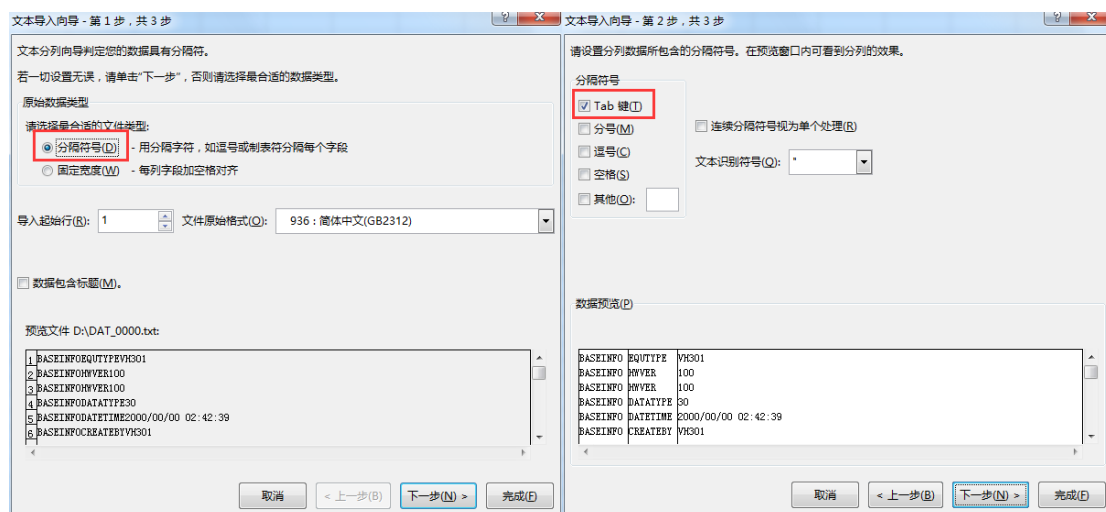 文本导入向导 - 第 1 步，共 3 步
文本分列向导判定您的数据具有分隔符。
若一切设置无误，请单击"下一步"，否则请选择最合适的数据类型。
原始数据类型
请选择最合适的文件类型:
分隔符号(D) - 用分隔字符，如逗号或制表符分隔每个字段
固定宽度(W) - 每列字段加空格对齐
导入起始行(R): 1 文件原始格式(O): 936 : 简体中文(GB2312)
数据包含标题(M)。
预览文件 D:\DAT_0000.txt:
1 BASEINFOEQUTYPEVH301
2 BASEINFOHWVER100
3 BASEINFOHWVER100
4 BASEINFODATATYPE30
5 BASEINFODATETIME2000/00/00 02:42:39
6 BASEINFOCREATEBYVH301
取消 < 上一步(B) 下一步(N) > 完成(F)
文本导入向导 - 第 2 步，共 3 步
请设置分列数据所包含的分隔符号。在预览窗口内可看到分列的效果。
分隔符号
Tab 键(T)
分号(M) 连续分隔符号视为单个处理(R)
逗号(C)
文本识别符号(Q): "
空格(S)
其他(O):
数据预览(P)
BASEINFO EQUTYPE VH301
BASEINFO HWVER 100
BASEINFO HWVER 100
BASEINFO DATATYPE 30
BASEINFO DATETIME 2000/00/00 02:42:39
BASEINFO CREATEBY VH301
取消 < 上一步(B) 下一步(N) > 完成(F)